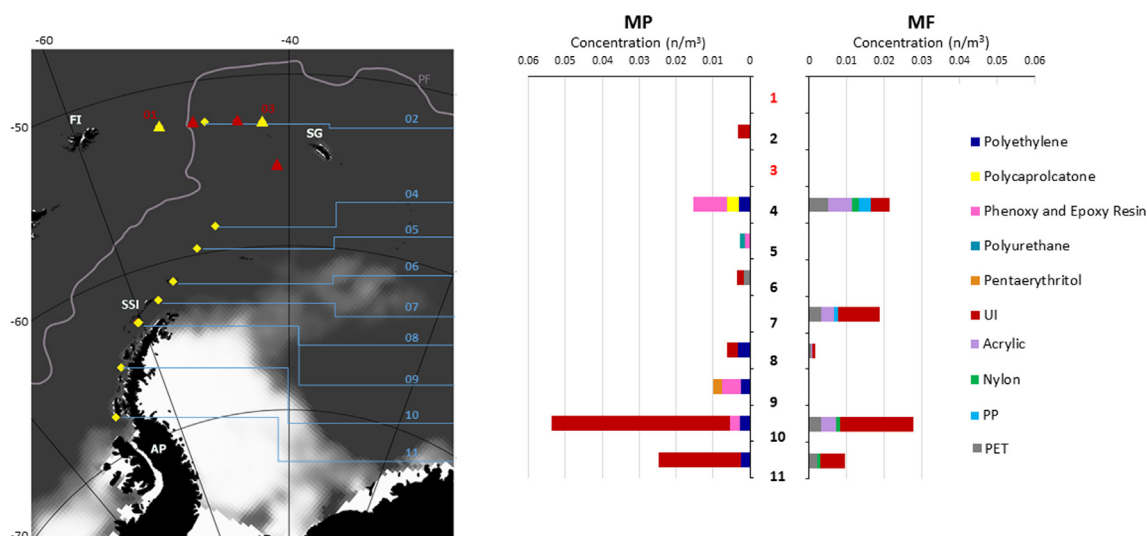 -60
-40
PF
-50
FI
01
03
02
SG
04
05
06
SSI
07
-60
08
09
10
AP
11
-70
MP
MF
Concentration (n/m³)
Concentration (n/m³)
0.06 0.05 0.04 0.03 0.02 0.01 0
0 0.01 0.02 0.03 0.04 0.05 0.06
1
2
3
4
5
6
7
8
9
10
11
Polyethylene
Polycaprolcatone
Phenoxy and Epoxy Resin
Polyurethane
Pentaerythritol
UI
Acrylic
Nylon
PP
PET